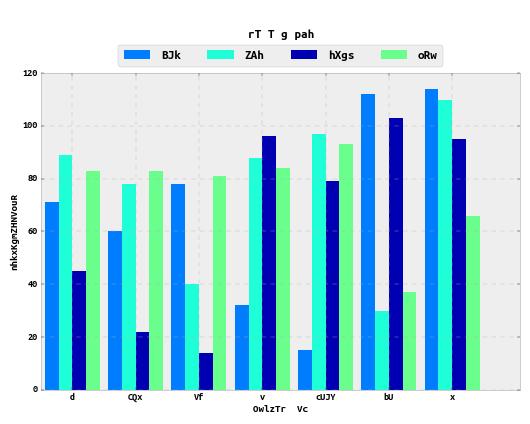 rT T g pah
BJk ZAh hXgs oRw
120
100
80
60
40
20
0
nhkxKgmZHNVouR
d CQx Vf v cUJY bU x
OwlzTr Vc